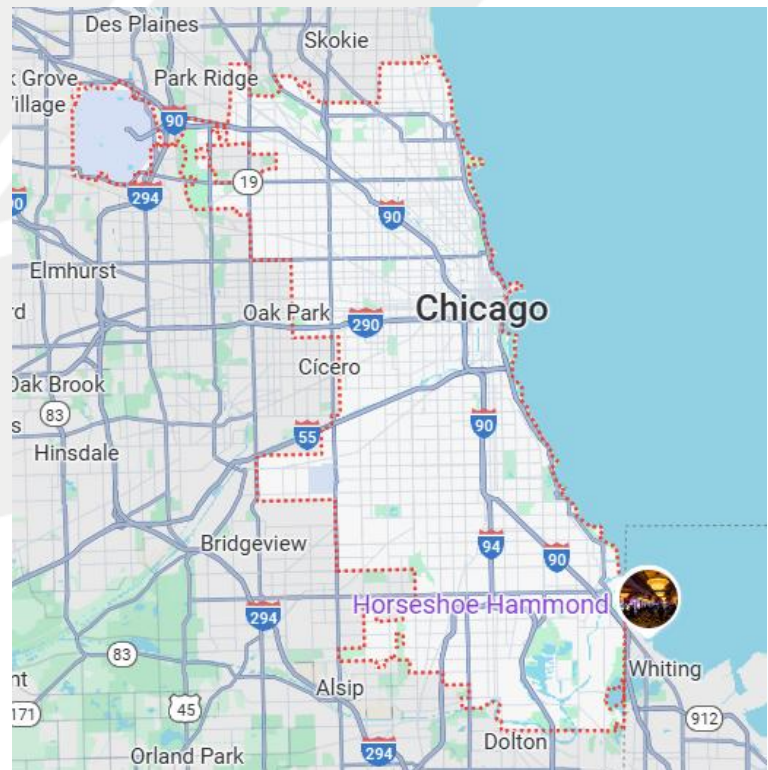 Des Plaines
Skokie
k Grove
Village
Park Ridge
90
19
294
90
90
Elmhurst
rd
Oak Park
290
Chicago
Cícero
Oak Brook
83
s
55
90
Hinsdale
Bridgeview
94
90
Horseshoe Hammond
294
83
Whiting
nt
Alsip
171
45
912
Dolton
294
Orland Park